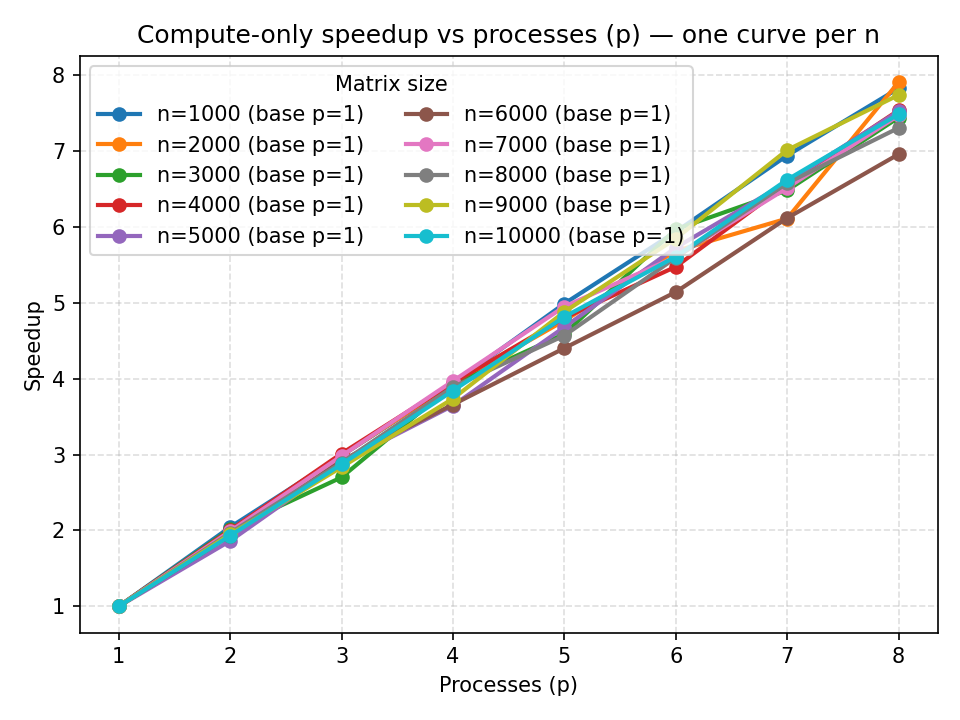 Compute-only speedup vs processes (p) — one curve per n
Matrix size
n=1000 (base p=1)
n=2000 (base p=1)
n=3000 (base p=1)
n=4000 (base p=1)
n=5000 (base p=1)
n=6000 (base p=1)
n=7000 (base p=1)
n=8000 (base p=1)
n=9000 (base p=1)
n=10000 (base p=1)
Speedup
8
7
6
5
4
3
2
1
1 2 3 4 5 6 7 8
Processes (p)